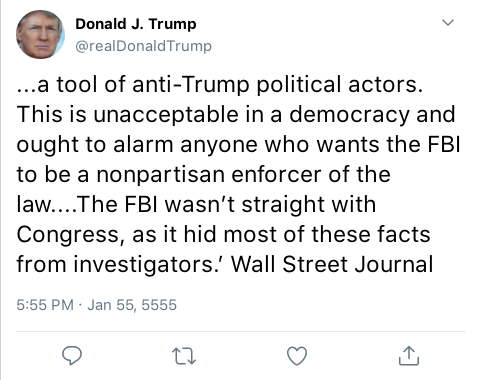 Donald J. Trump
@realDonaldTrump
...a tool of anti-Trump political actors.
This is unacceptable in a democracy and
ought to alarm anyone who wants the FBI
to be a nonpartisan enforcer of the
law....The FBI wasn't straight with
Congress, as it hid most of these facts
from investigators.' Wall Street Journal
5:55 PM · Jan 55, 5555